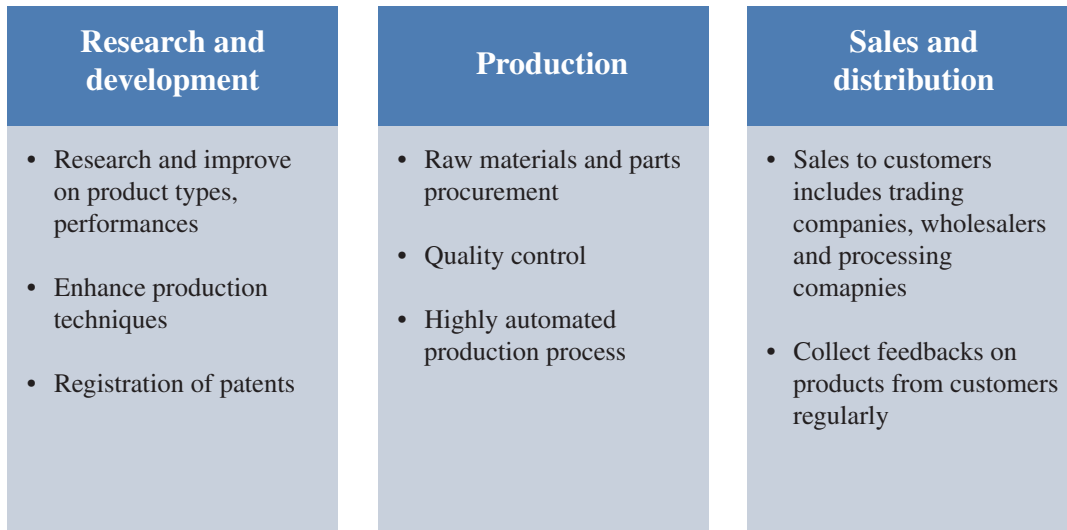 Research and
development
• Research and improve
on product types,
performances
• Enhance production
techniques
• Registration of patents
Production
• Raw materials and parts
procurement
• Quality control
• Highly automated
production process
Sales and
distribution
• Sales to customers
includes trading
companies, wholesalers
and processing
comapnies
• Collect feedbacks on
products from customers
regularly